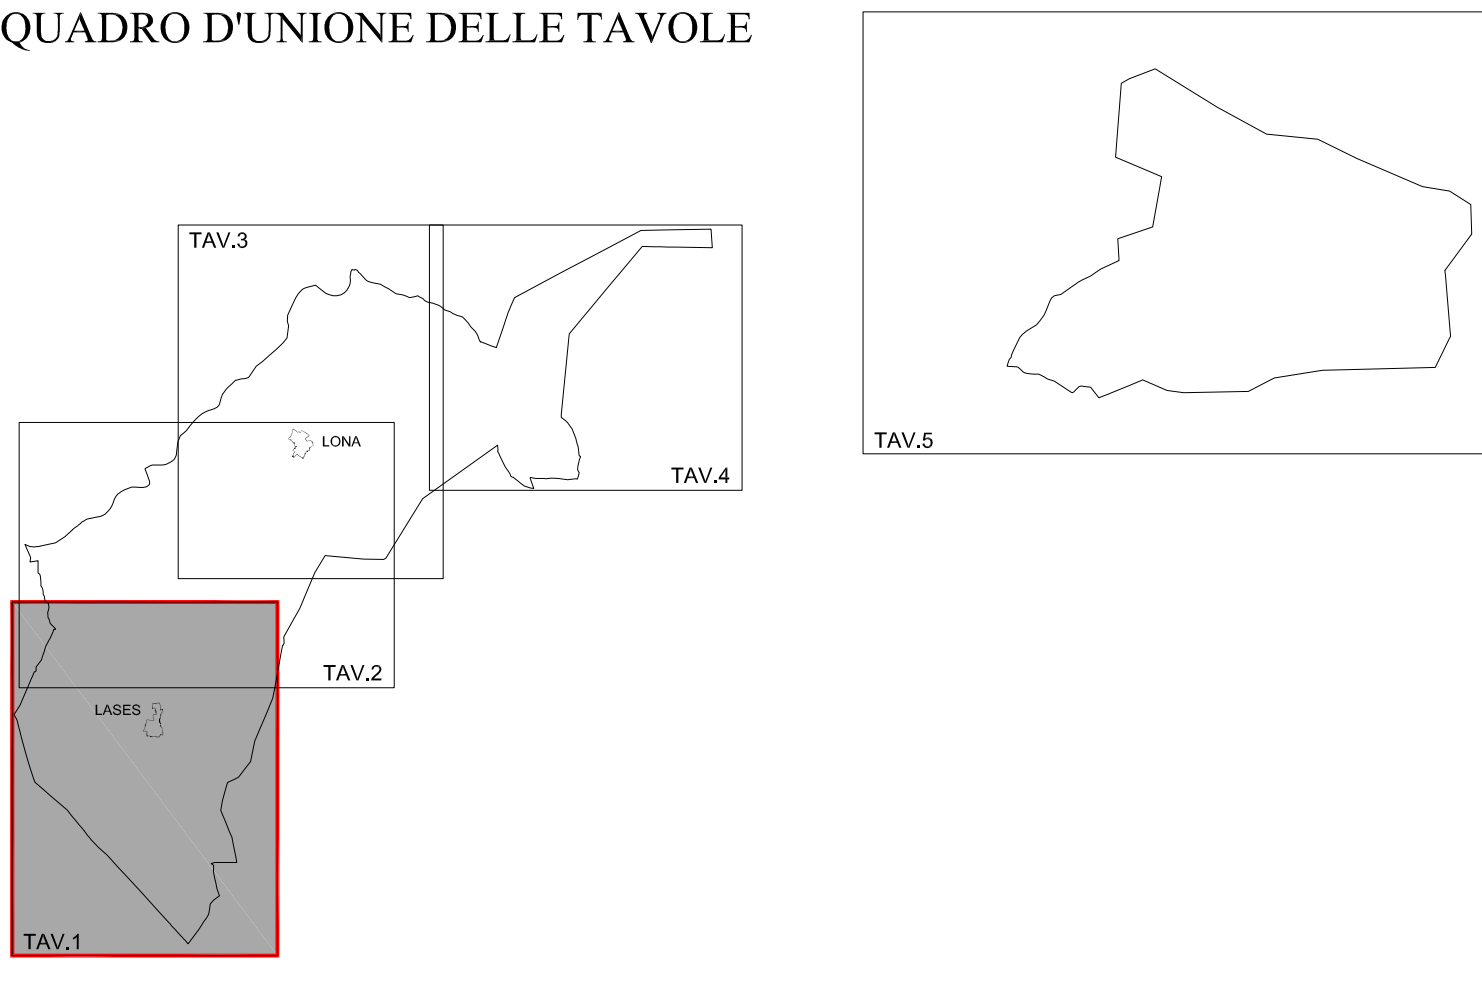 QUADRO D'UNIONE DELLE TAVOLE
TAV.3
LONA
TAV.4
TAV.5
TAV.2
LASES
TAV.1